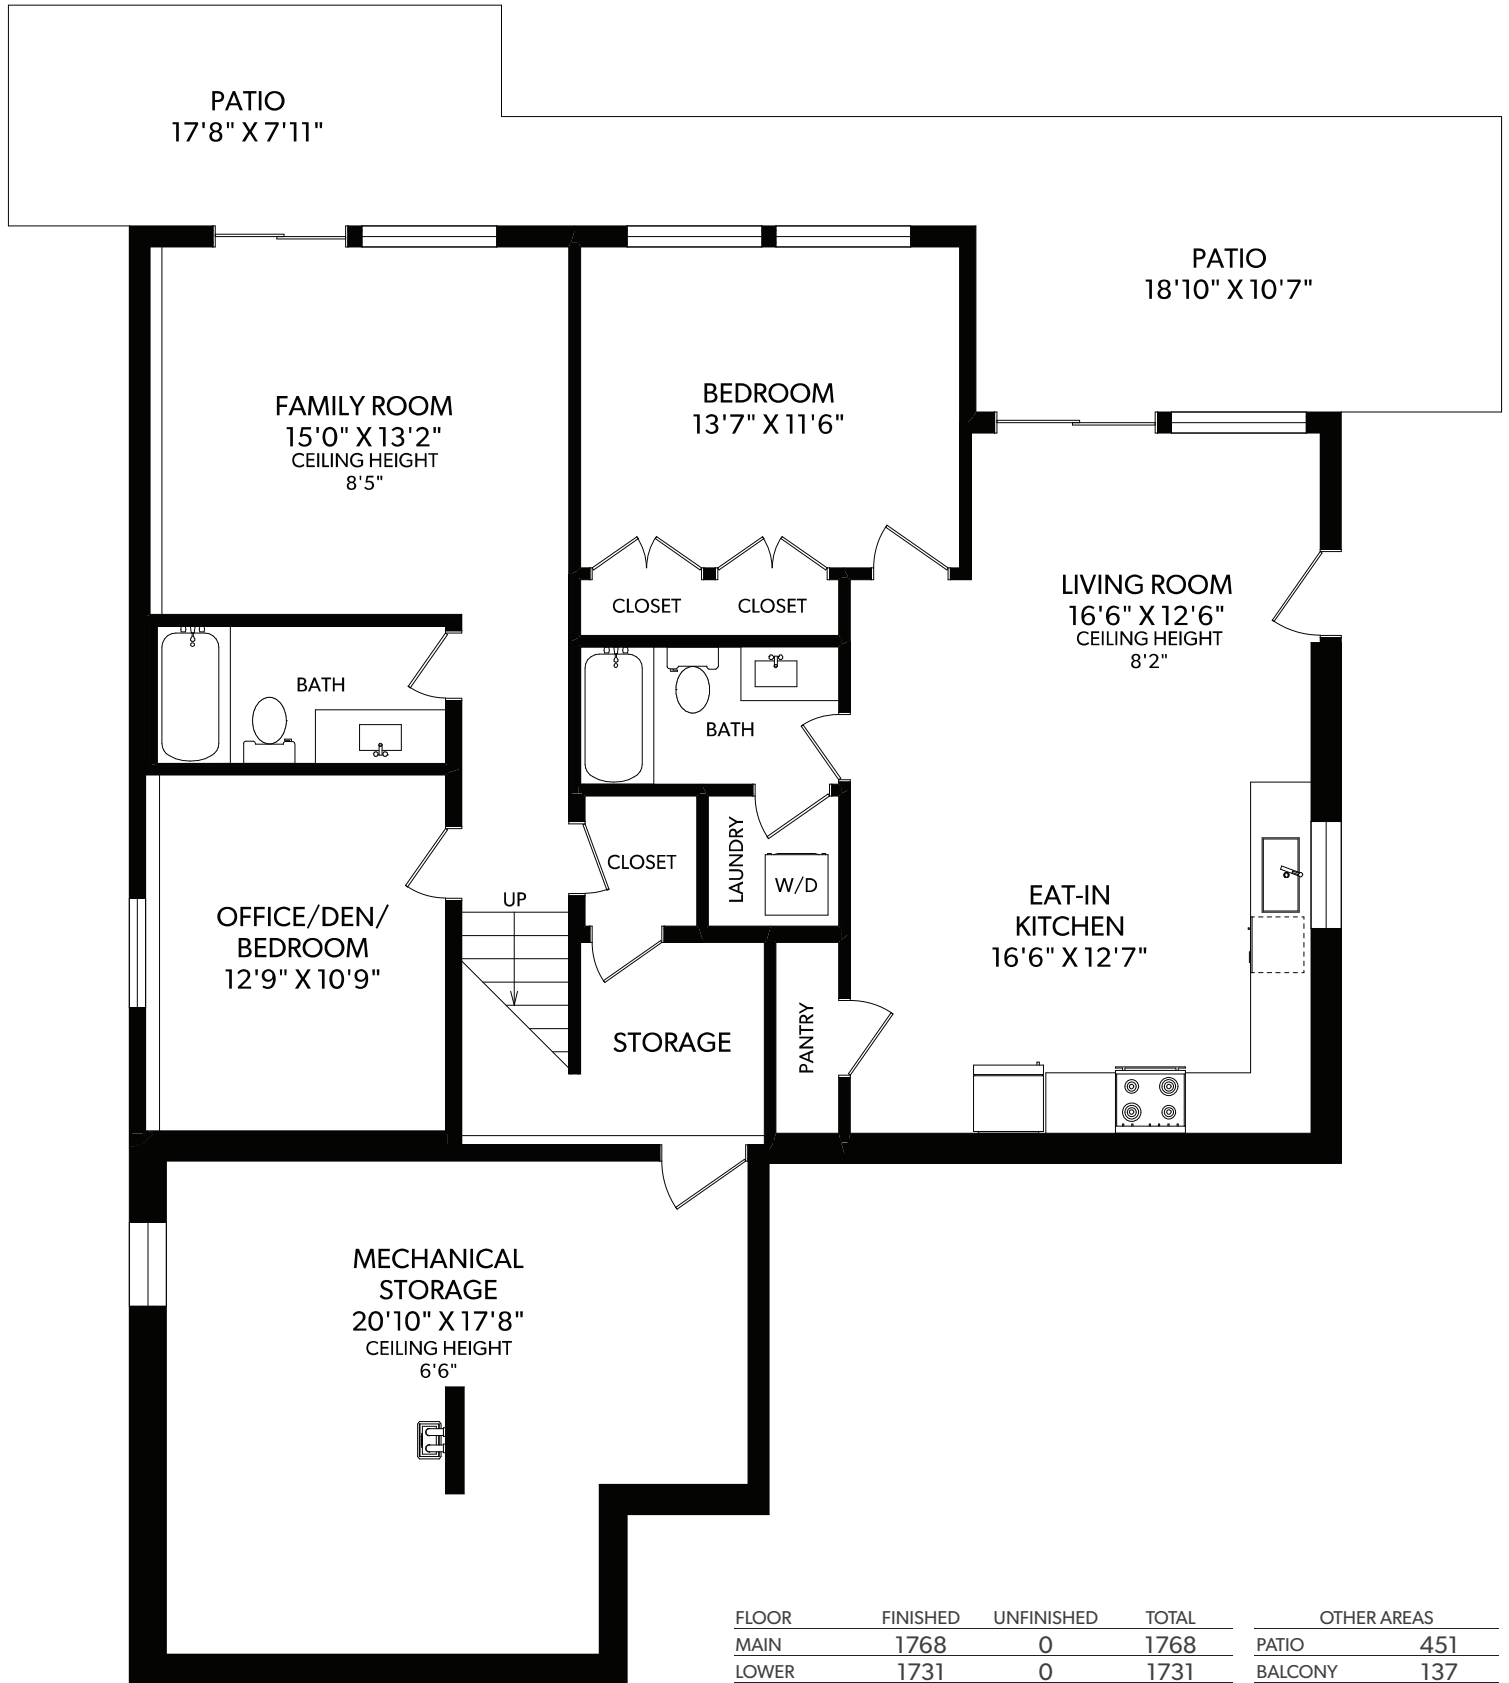 PATIO
17'8" X 7'11"
PATIO
18'10" X 10'7"
FAMILY ROOM
15'0" X 13'2"
CEILING HEIGHT
8'5"
BEDROOM
13'7" X 11'6"
CLOSET
CLOSET
LIVING ROOM
16'6" X 12'6"
CEILING HEIGHT
8'2"
BATH
BATH
CLOSET
LAUNDRY
W/D
UP
OFFICE/DEN/
BEDROOM
12'9" X 10'9"
EAT-IN
KITCHEN
16'6" X 12'7"
STORAGE
PANTRY
MECHANICAL
STORAGE
20'10" X 17'8"
CEILING HEIGHT
6'6"
FLOOR FINISHED UNFINISHED TOTAL
MAIN 1768 0 1768
LOWER 1731 0 1731
OTHER AREAS
PATIO 451
BALCONY 137